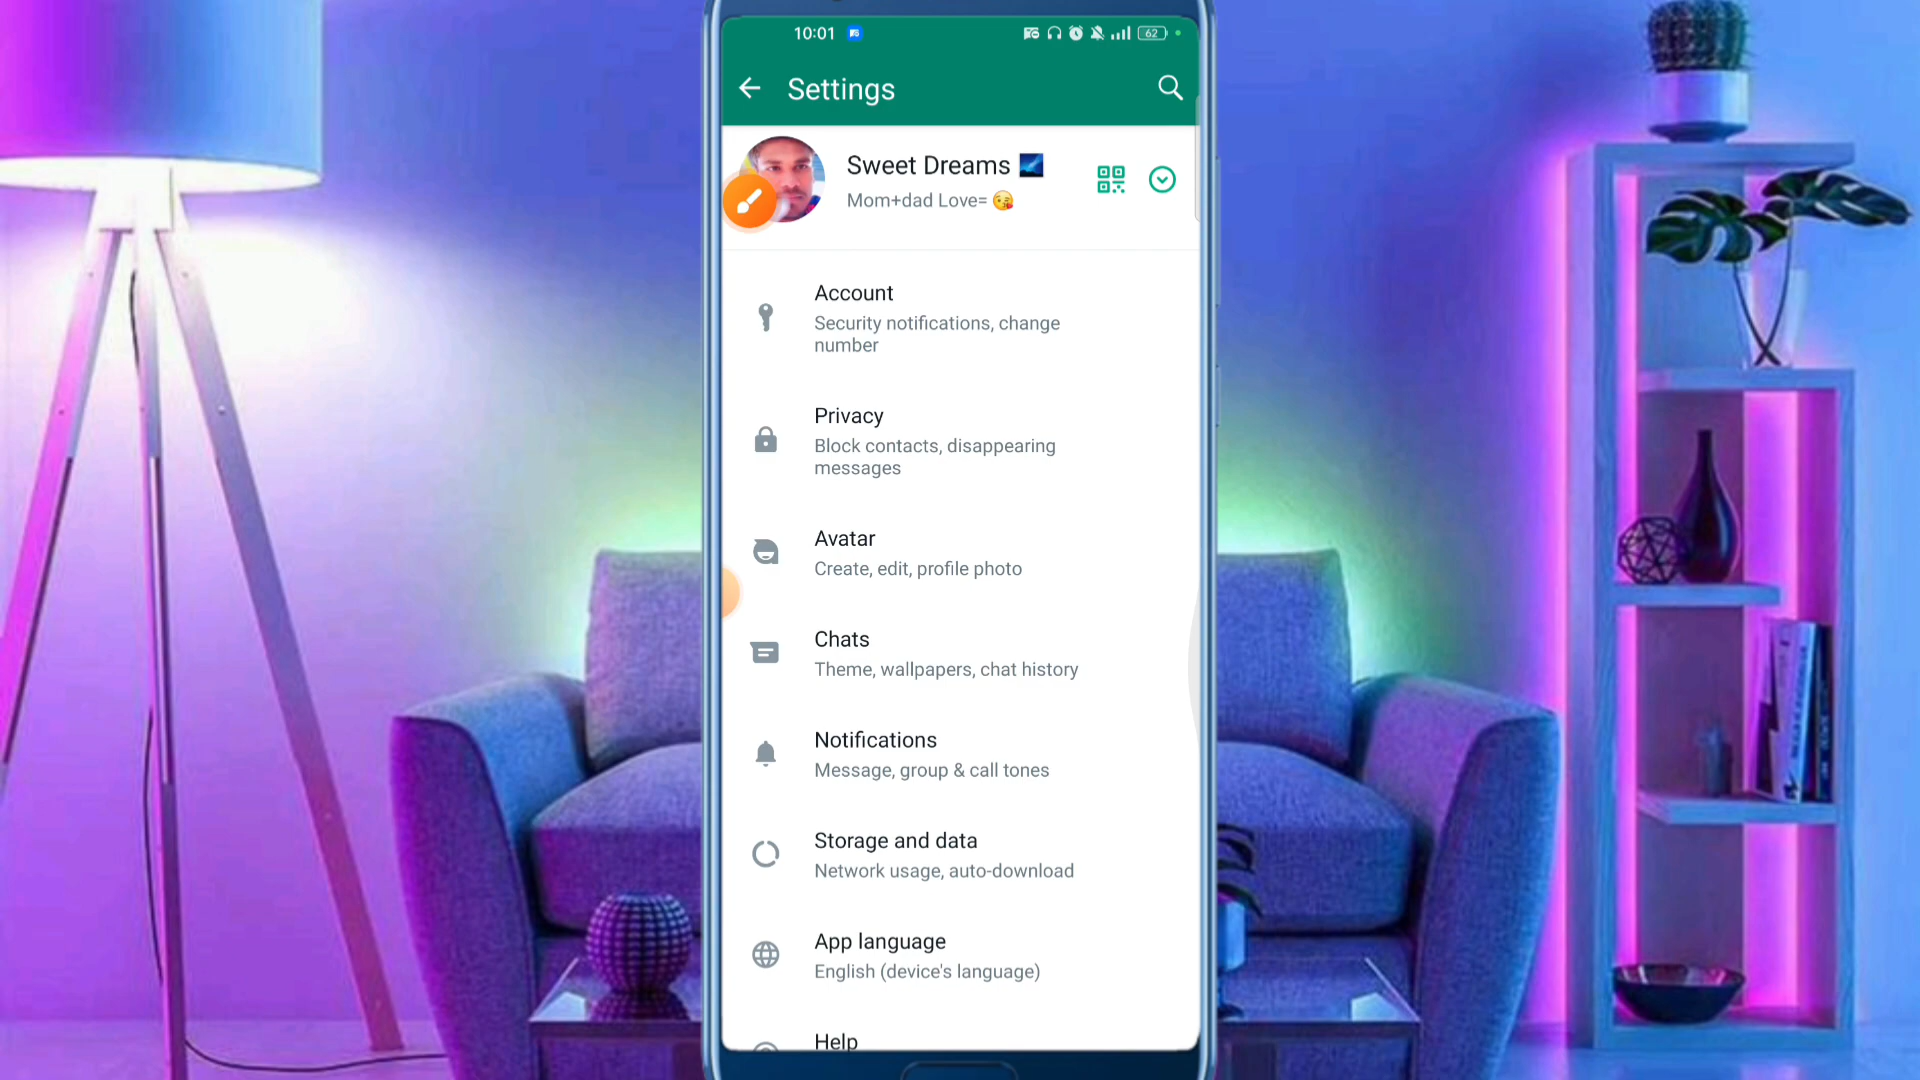 10:01
62
Settings
Sweet Dreams 🌌
Mom+dad Love= 😘
Account
Security notifications, change
number
Privacy
Block contacts, disappearing
messages
Avatar
Create, edit, profile photo
Chats
Theme, wallpapers, chat history
Notifications
Message, group & call tones
Storage and data
Network usage, auto-download
App language
English (device's language)
Help